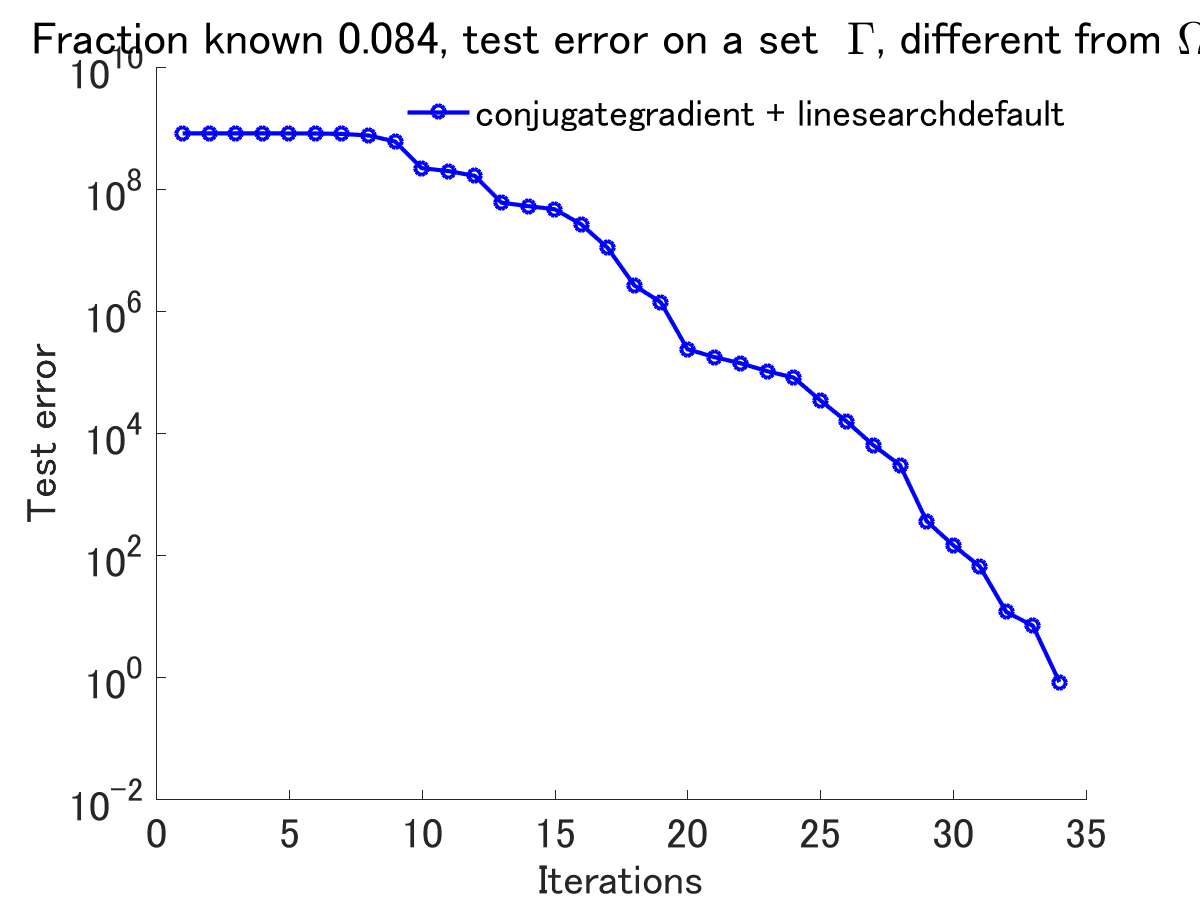 Fraction known 0.084, test error on a set Γ, different from Ω
10^10
conjugategradient + linesearchdefault
10^8
10^6
10^4
10^2
10^0
10^-2
Test error
0 5 10 15 20 25 30 35
Iterations